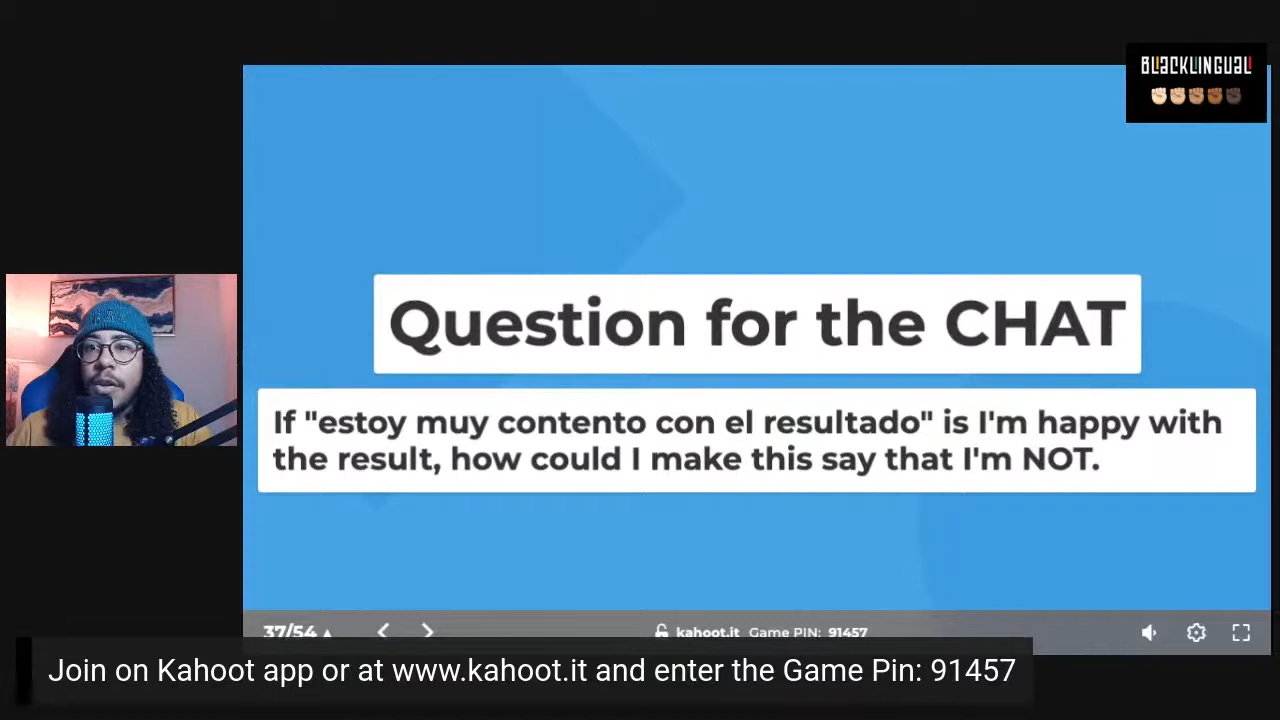 BLACKLINGUAL
Question for the CHAT
If "estoy muy contento con el resultado" is I'm happy with
the result, how could I make this say that I'm NOT.
37/54
kahoot.it Game PIN: 91457
Join on Kahoot app or at www.kahoot.it and enter the Game Pin: 91457